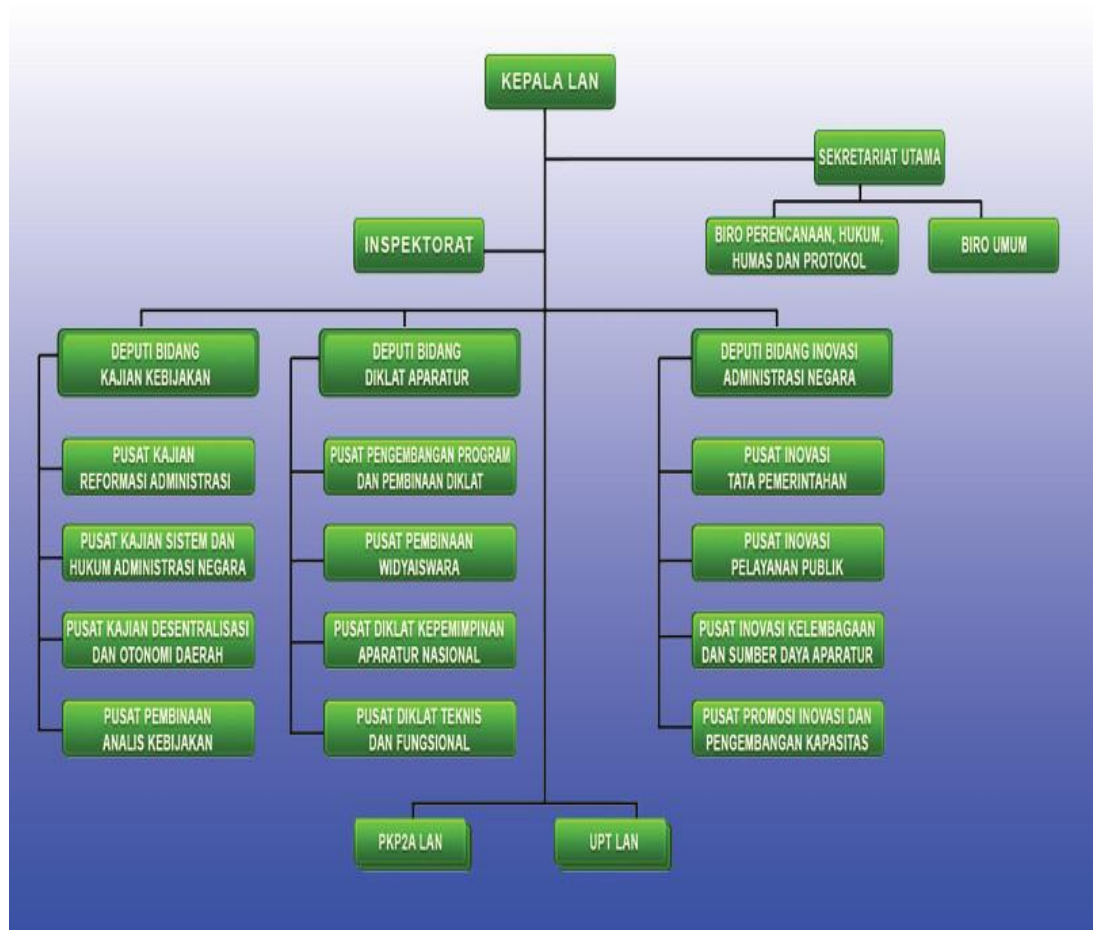 KEPALA LAN
SEKRETARIAT UTAMA
INSPEKTORAT
BIRO PERENCANAAN, HUKUM,
HUMAS DAN PROTOKOL
BIRO UMUM
DEPUTI BIDANG
KAJIAN KEBIJAKAN
PUSAT KAJIAN
REFORMASI ADMINISTRASI
PUSAT KAJIAN SISTEM DAN
HUKUM ADMINISTRASI NEGARA
PUSAT KAJIAN DESENTRALISASI
DAN OTONOMI DAERAH
PUSAT PEMBINAAN
ANALIS KEBIJAKAN
DEPUTI BIDANG
DIKLAT APARATUR
PUSAT PENGEMBANGAN PROGRAM
DAN PEMBINAAN DIKLAT
PUSAT PEMBINAAN
WIDYAISWARA
PUSAT DIKLAT KEPEMIMPINAN
APARATUR NASIONAL
PUSAT DIKLAT TEKNIS
DAN FUNGSIONAL
DEPUTI BIDANG INOVASI
ADMINISTRASI NEGARA
PUSAT INOVASI
TATA PEMERINTAHAN
PUSAT INOVASI
PELAYANAN PUBLIK
PUSAT INOVASI KELEMBAGAAN
DAN SUMBER DAYA APARATUR
PUSAT PROMOSI INOVASI DAN
PENGEMBANGAN KAPASITAS
PKP2A LAN
UPT LAN